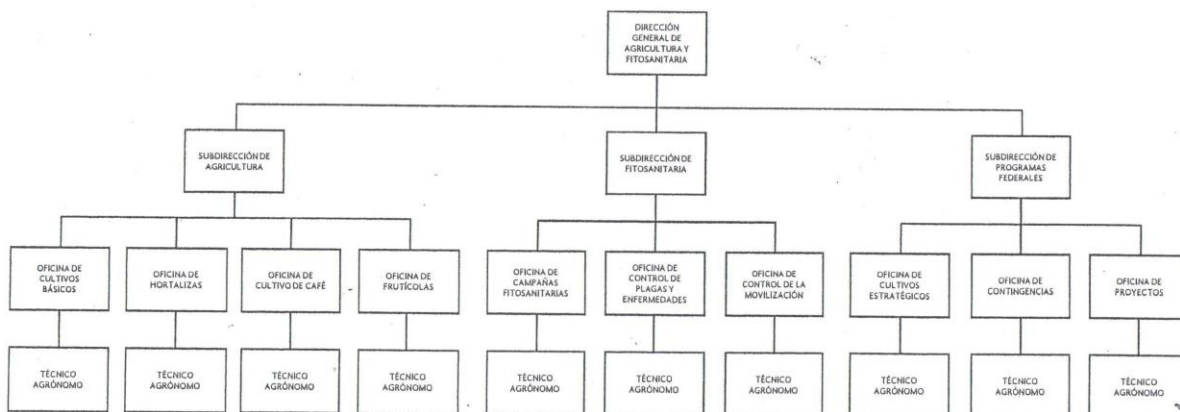 DIRECCIÓN
GENERAL DE
AGRICULTURA Y
FITOSANITARIA
SUBDIRECCIÓN DE
AGRICULTURA
SUBDIRECCIÓN DE
FITOSANITARIA
SUBDIRECCIÓN DE
PROGRAMAS
FEDERALES
OFICINA DE
CULTIVOS
BÁSICOS
OFICINA DE
HORTALIZAS
OFICINA DE
CULTIVO DE CAFÉ
OFICINA DE
FRUTÍCOLAS
OFICINA DE
CAMPAÑAS
FITOSANITARIAS
OFICINA DE
CONTROL DE
PLAGAS Y
ENFERMEDADES
OFICINA DE
CONTROL DE LA
MOVILIZACIÓN
OFICINA DE
CULTIVOS
ESTRATÉGICOS
OFICINA DE
CONTINGENCIAS
OFICINA DE
PROYECTOS
TÉCNICO
AGRÓNOMO
TÉCNICO
AGRÓNOMO
TÉCNICO
AGRÓNOMO
TÉCNICO
AGRÓNOMO
TÉCNICO
AGRÓNOMO
TÉCNICO
AGRÓNOMO
TÉCNICO
AGRÓNOMO
TÉCNICO
AGRÓNOMO
TÉCNICO
AGRÓNOMO
TÉCNICO
AGRÓNOMO